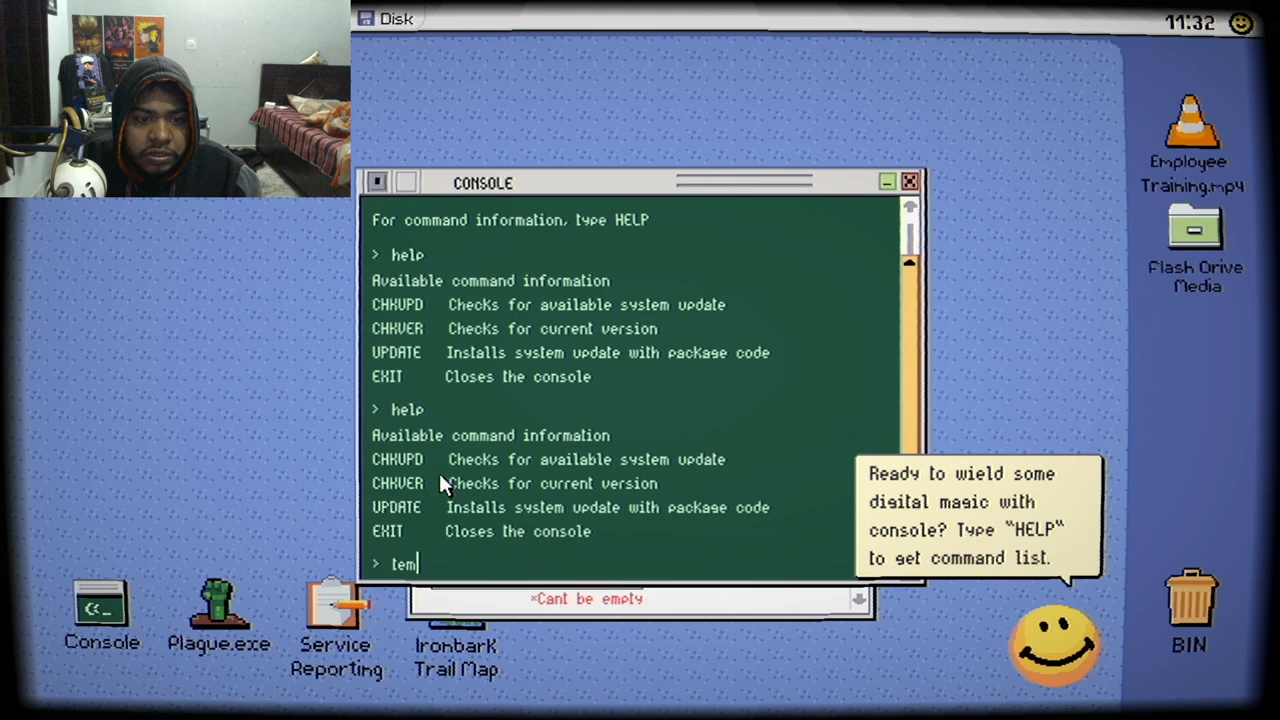 Disk
11:32
Employee
Training.mp4
Flash Drive
Media
CONSOLE
For command information, type HELP
> help
Available command information
CHKUPD Checks for available system update
CHKVER Checks for current version
UPDATE Installs system update with package code
EXIT Closes the console
> help
Available command information
CHKUPD Checks for available system update
CHKVER Checks for current version
UPDATE Installs system update with package code
EXIT Closes the console
> tem
Ready to wield some
digital magic with
console? Type "HELP"
to get command list.
*Cant be empty
Console
Plague.exe
Service
Reporting
Ironbark
Trail Map
BIN